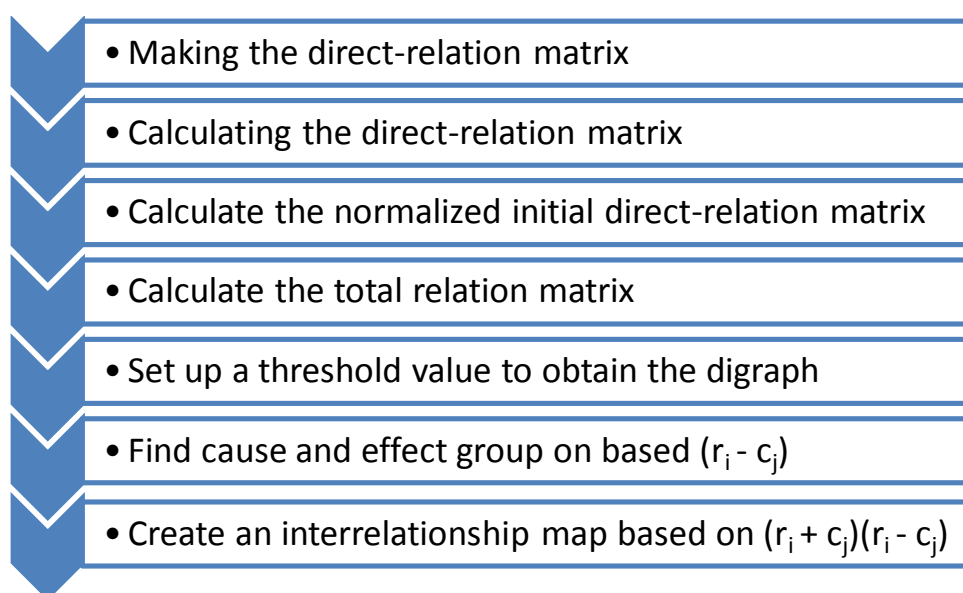 • Making the direct-relation matrix
• Calculating the direct-relation matrix
• Calculate the normalized initial direct-relation matrix
• Calculate the total relation matrix
• Set up a threshold value to obtain the digraph
• Find cause and effect group on based (rᵢ - cⱼ)
• Create an interrelationship map based on (rᵢ + cⱼ)(rᵢ - cⱼ)